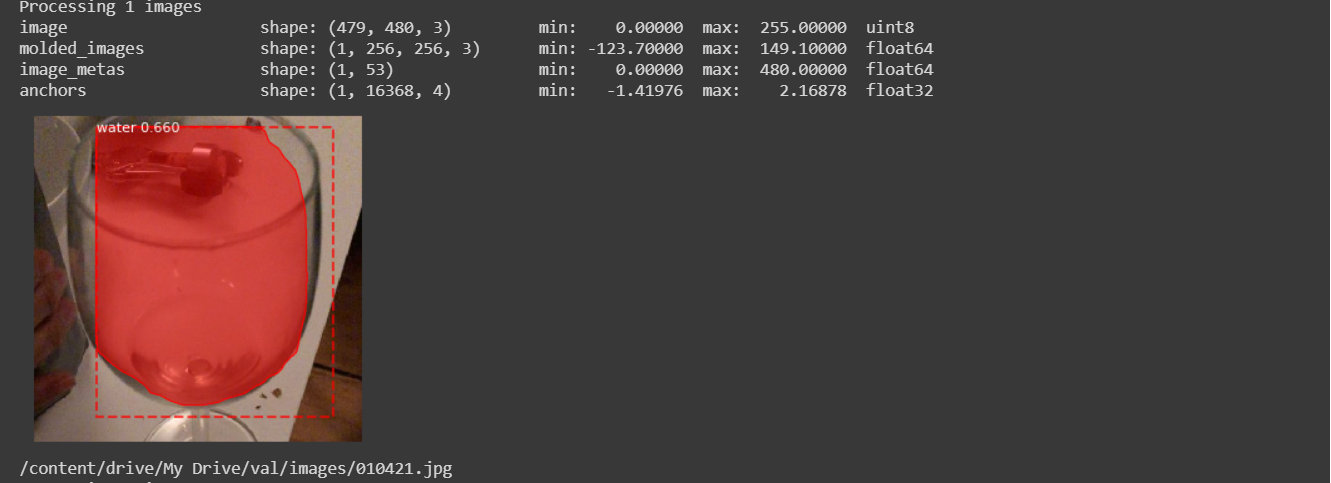 Processing 1 images
image shape: (479, 480, 3) min: 0.00000 max: 255.00000 uint8
molded_images shape: (1, 256, 256, 3) min: -123.70000 max: 149.10000 float64
image_metas shape: (1, 53) min: 0.00000 max: 480.00000 float64
anchors shape: (1, 16368, 4) min: -1.41976 max: 2.16878 float32
water 0.660
/content/drive/My Drive/val/images/010421.jpg